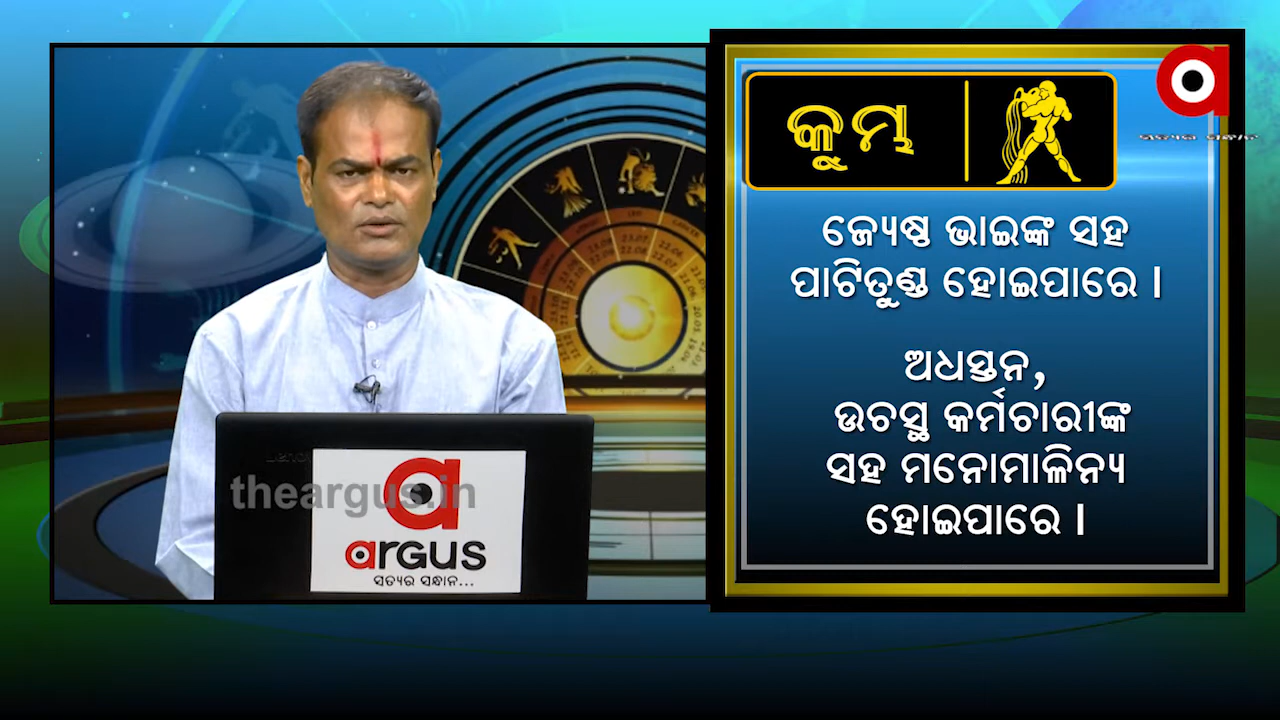 କୁମ୍ଭ
ଜ୍ୟେଷ୍ଠ ଭାଇଙ୍କ ସହ
ପାଟିତୁଣ୍ଡ ହୋଇପାରେ ।
ଅଧସ୍ତନ,
ଉଚସ୍ଥ କର୍ମଚାରୀଙ୍କ
ସହ ମନୋମାଳିନ୍ୟ
ହୋଇପାରେ ।
theargus.in
argus
ସତ୍ୟର ସନ୍ଧାନ...